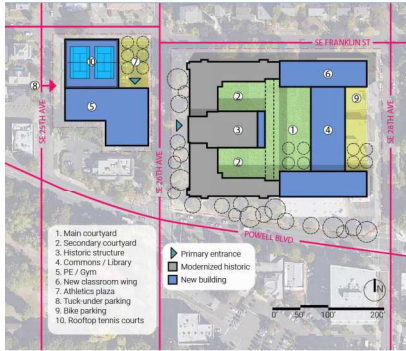 SE FRANKLIN ST
10
7
8
5
SE 25TH AVE
SE 26TH AVE
SE 28TH AVE
6
2
9
3
1
4
2
POWELL BLVD
1. Main courtyard
2. Secondary courtyard
3. Historic structure
4. Commons / Library
5. PE / Gym
6. New classroom wing
7. Athletics plaza
8. Tuck-under parking
9. Bike parking
10. Rooftop tennis courts
Primary entrance
Modernized historic
New building
N
0 50 100 200